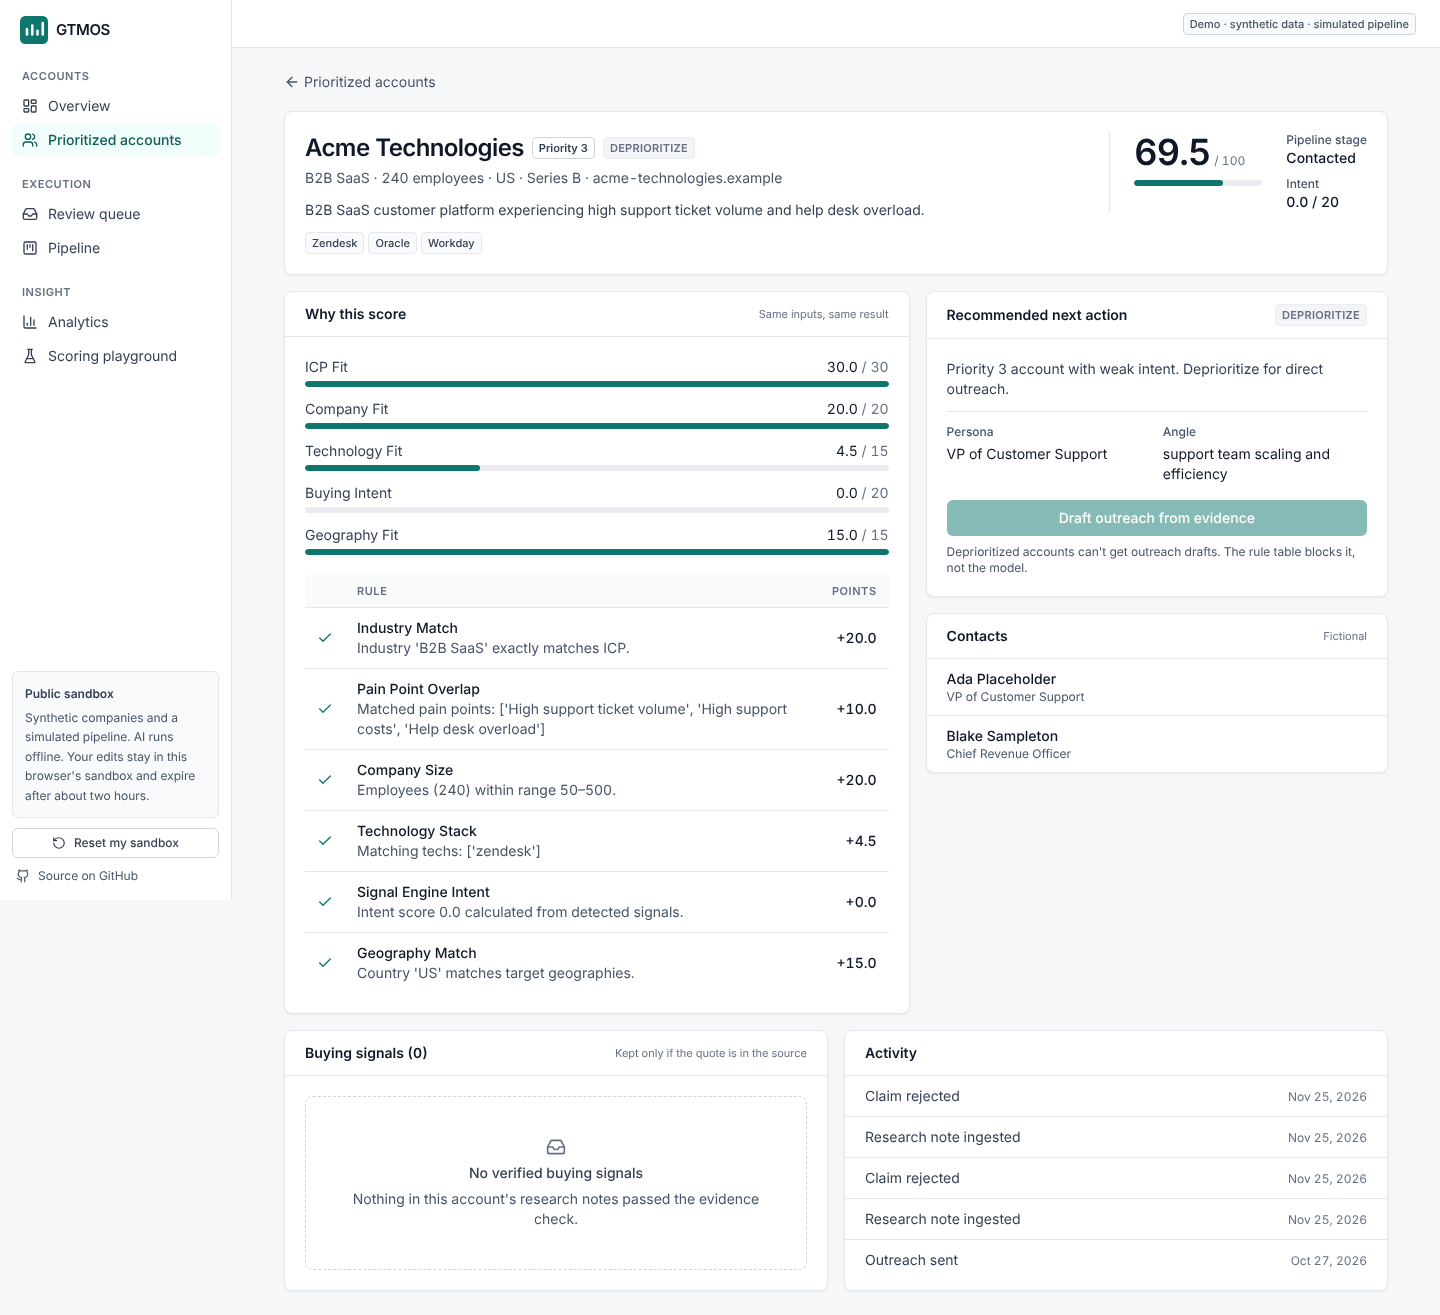 GTMOS
Demo · synthetic data · simulated pipeline
ACCOUNTS
Overview
Prioritized accounts
EXECUTION
Review queue
Pipeline
INSIGHT
Analytics
Scoring playground
Public sandbox
Synthetic companies and a
simulated pipeline. AI runs
offline. Your edits stay in this
browser's sandbox and expire
after about two hours.
Reset my sandbox
Source on GitHub
Prioritized accounts
Acme Technologies
Priority 3
DEPRIORITIZE
B2B SaaS · 240 employees · US · Series B · acme-technologies.example
B2B SaaS customer platform experiencing high support ticket volume and help desk overload.
Zendesk
Oracle
Workday
69.5 / 100
Pipeline stage
Contacted
Intent
0.0 / 20
Why this score
Same inputs, same result
ICP Fit 30.0 / 30
Company Fit 20.0 / 20
Technology Fit 4.5 / 15
Buying Intent 0.0 / 20
Geography Fit 15.0 / 15
RULE POINTS
Industry Match
Industry 'B2B SaaS' exactly matches ICP.
+20.0
Pain Point Overlap
Matched pain points: ['High support ticket volume', 'High support
costs', 'Help desk overload']
+10.0
Company Size
Employees (240) within range 50–500.
+20.0
Technology Stack
Matching techs: ['zendesk']
+4.5
Signal Engine Intent
Intent score 0.0 calculated from detected signals.
+0.0
Geography Match
Country 'US' matches target geographies.
+15.0
Recommended next action
DEPRIORITIZE
Priority 3 account with weak intent. Deprioritize for direct
outreach.
Persona
VP of Customer Support
Angle
support team scaling and
efficiency
Draft outreach from evidence
Deprioritized accounts can't get outreach drafts. The rule table blocks it,
not the model.
Contacts
Fictional
Ada Placeholder
VP of Customer Support
Blake Sampleton
Chief Revenue Officer
Buying signals (0)
Kept only if the quote is in the source
No verified buying signals
Nothing in this account's research notes passed the evidence
check.
Activity
Claim rejected Nov 25, 2026
Research note ingested Nov 25, 2026
Claim rejected Nov 25, 2026
Research note ingested Nov 25, 2026
Outreach sent Oct 27, 2026